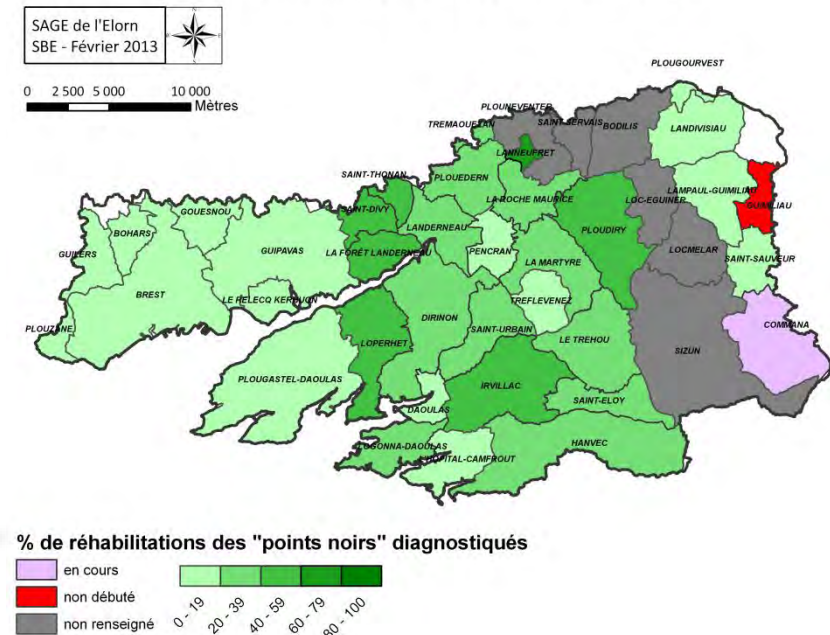 SAGE de l'Elorn
SBE - Février 2013
0 2 500 5 000 10 000
Mètres
PLOUGOURVEST
PLOUNEVENTER
SAINT-SERVAIS
BODILIS
LANDIVISIAU
TREMAOUEZAN
LANNEUFRET
SAINT-THONAN
PLOUEDERN
LAMPAUL-GUIMILIAU
LOC-EGUINER
GUIMILIAU
SAINT-DIVY
LA ROCHE MAURICE
GOUESNOU
BOHARS
GUILERS
GUIPAVAS
LANDERNEAU
PLOUDIRY
LA FORÊT LANDERNEAU
PENCRAN
LOCMELAR
SAINT-SAUVEUR
LA MARTYRE
BREST
LE RELECQ KERHUON
TREFLEVENEZ
DIRINON
COMMANA
PLOUZANE
SAINT-URBAIN
LOPERHET
LE TREHOU
SIZUN
PLOUGASTEL-DAOULAS
IRVILLAC
SAINT-ELOY
DAOULAS
LOGONNA-DAOULAS
HANVEC
HOPITAL-CAMFROUT
% de réhabilitations des "points noirs" diagnostiqués
en cours
non débuté
non renseigné
0 - 19
20 - 39
40 - 59
60 - 79
80 - 100